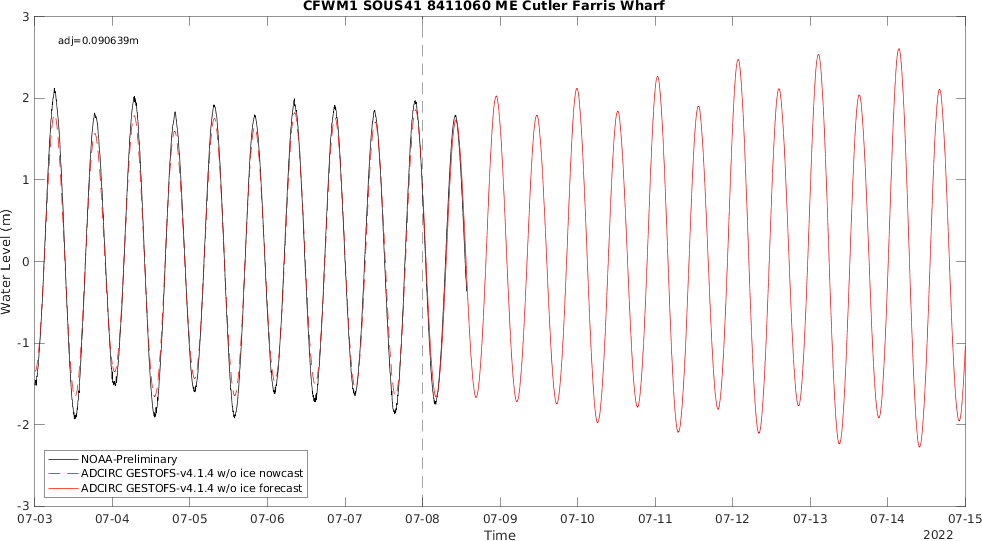 CFWM1 SOUS41 8411060 ME Cutler Farris Wharf
adj=0.090639m
Water Level (m)
3
2
1
0
-1
-2
-3
NOAA-Preliminary
ADCIRC GESTOFS-v4.1.4 w/o ice nowcast
ADCIRC GESTOFS-v4.1.4 w/o ice forecast
07-03 07-04 07-05 07-06 07-07 07-08 07-09 07-10 07-11 07-12 07-13 07-14 07-15
Time
2022